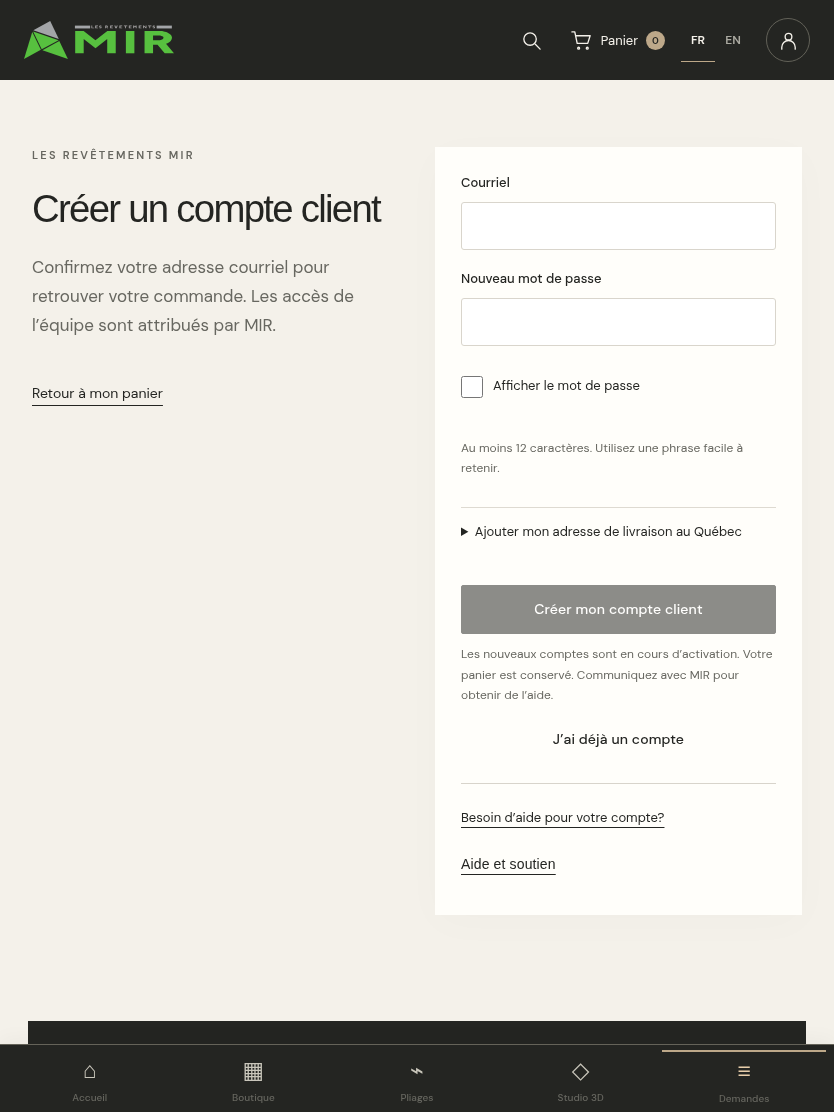 LES REVÊTEMENTS
MIR
Panier 0 FR EN
LES REVÊTEMENTS MIR
Créer un compte client
Confirmez votre adresse courriel pour
retrouver votre commande. Les accès de
l’équipe sont attribués par MIR.
Retour à mon panier
Courriel
Nouveau mot de passe
Afficher le mot de passe
Au moins 12 caractères. Utilisez une phrase facile à
retenir.
Ajouter mon adresse de livraison au Québec
Créer mon compte client
Les nouveaux comptes sont en cours d’activation. Votre
panier est conservé. Communiquez avec MIR pour
obtenir de l’aide.
J’ai déjà un compte
Besoin d’aide pour votre compte?
Aide et soutien
Accueil Boutique Pliages Studio 3D Demandes